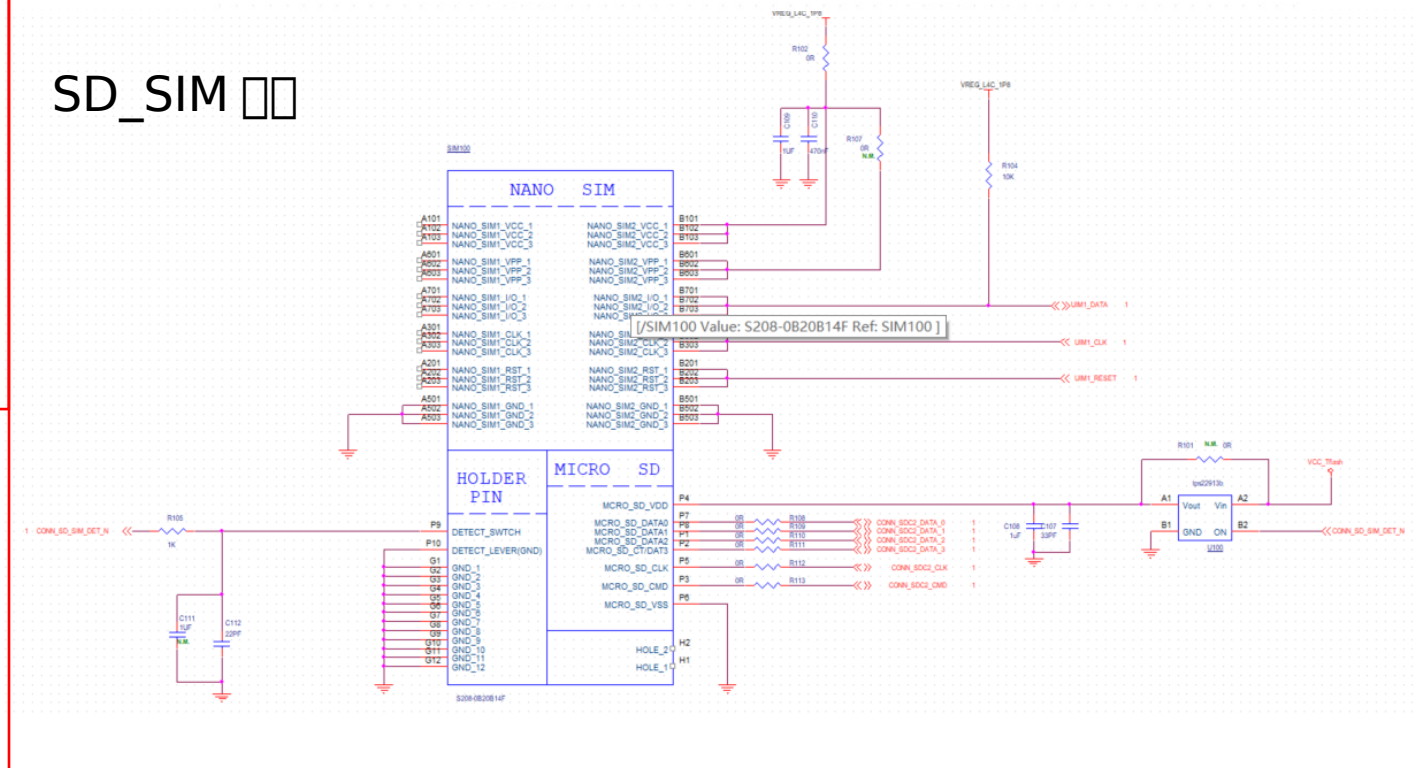 SD_SIM
VREG_L4C_1P8
R102
0R
C109
1UF
C110
470nF
R107
0R
N.M.
VREG_L4C_1P8
R104
10K
SIM100
NANO SIM
A101 NANO_SIM1_VCC_1 NANO_SIM2_VCC_1 B101
A102 NANO_SIM1_VCC_2 NANO_SIM2_VCC_2 B102
A103 NANO_SIM1_VCC_3 NANO_SIM2_VCC_3 B103
A601 NANO_SIM1_VPP_1 NANO_SIM2_VPP_1 B601
A602 NANO_SIM1_VPP_2 NANO_SIM2_VPP_2 B602
A603 NANO_SIM1_VPP_3 NANO_SIM2_VPP_3 B603
A701 NANO_SIM1_I/O_1 NANO_SIM2_I/O_1 B701
A702 NANO_SIM1_I/O_2 NANO_SIM2_I/O_2 B702 UIM1_DATA 1
A703 NANO_SIM1_I/O_3 B703
[/SIM100 Value: S208-0B20B14F Ref: SIM100 ]
A301 NANO_SIM1_CLK_1
A302 NANO_SIM1_CLK_2 NANO_SIM2_CLK_2 UIM1_CLK 1
A303 NANO_SIM1_CLK_3 NANO_SIM2_CLK_3 B303
A201 NANO_SIM1_RST_1 NANO_SIM2_RST_1 B201
A202 NANO_SIM1_RST_2 NANO_SIM2_RST_2 B202 UIM1_RESET 1
A203 NANO_SIM1_RST_3 NANO_SIM2_RST_3 B203
A501 NANO_SIM1_GND_1 NANO_SIM2_GND_1 B501
A502 NANO_SIM1_GND_2 NANO_SIM2_GND_2 B502
A503 NANO_SIM1_GND_3 NANO_SIM2_GND_3 B503
HOLDER
PIN
MICRO SD
1 CONN_SD_SIM_DET_N
R105
1K
P9 DETECT_SWTCH
P10 DETECT_LEVER(GND)
G1 GND_1
G2 GND_2
G3 GND_3
G4 GND_4
G5 GND_5
G6 GND_6
G7 GND_7
G8 GND_8
G9 GND_9
G10 GND_10
G11 GND_11
G12 GND_12
C111
1UF
N.M.
C112
22PF
MCRO_SD_VDD P4
MCRO_SD_DATA0 P7 0R R108 CONN_SDC2_DATA_0 1
MCRO_SD_DATA1 P8 0R R109 CONN_SDC2_DATA_1 1
MCRO_SD_DATA2 P1 0R R110 CONN_SDC2_DATA_2 1
MCRO_SD_CT/DAT3 P2 0R R111 CONN_SDC2_DATA_3 1
MCRO_SD_CLK P5 0R R112 CONN_SDC2_CLK 1
MCRO_SD_CMD P3 0R R113 CONN_SDC2_CMD 1
MCRO_SD_VSS P6
HOLE_2 H2
HOLE_1 H1
S208-0B20B14F
C108
1uF
C107
33PF
R101 N.M. 0R
tps22913b
VCC_Tflash
A1 Vout Vin A2
B1 GND ON B2
U100
CONN_SD_SIM_DET_N